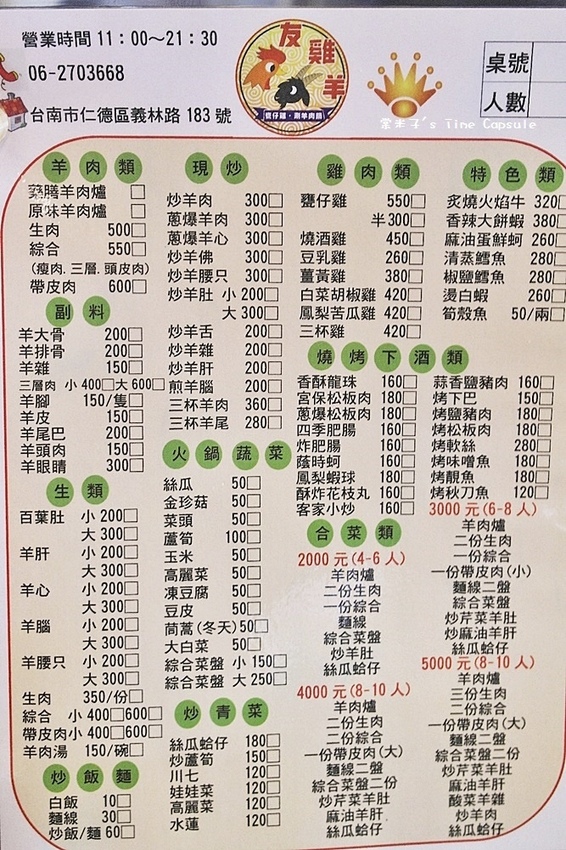 營業時間 11：00～21：30
06-2703668
台南市仁德區義林路 183 號
友雞羊
甕仔雞．涮羊肉鍋
窩米子's Time Capsule
桌號
人數
羊肉類
藥膳羊肉爐
原味羊肉爐
生肉 500
綜合 550
(瘦肉.三層.頭皮肉)
帶皮肉 600
副料
羊大骨 200
羊排骨 200
羊雜 150
三層肉 小 400 大 600
羊腳 150/隻
羊皮 150
羊尾巴 200
羊頭肉 150
羊眼睛 300
生類
百葉肚 小 200
大 300
羊肝 小 200
大 300
羊心 小 200
大 300
羊腦 小 200
大 300
羊腰只 小 200
大 300
生肉 350/份
綜合 小 400 600
帶皮肉小 400 600
羊肉湯 150/碗
炒飯麵
白飯 10
麵線 30
炒飯/麵 60
現炒
炒羊肉 300
蔥爆羊肉 300
蔥爆羊心 300
炒羊佛 300
炒羊腰只 300
炒羊肚 小 200
大 300
炒羊舌 200
炒羊雜 200
炒羊肝 200
煎羊腦 200
三杯羊肉 360
三杯羊尾 280
火鍋蔬菜
絲瓜 50
金珍菇 50
菜頭 50
蘆筍 100
玉米 50
高麗菜 50
凍豆腐 50
豆皮 50
茼萵(冬天) 50
大白菜 50
綜合菜盤 小 150
綜合菜盤 大 250
炒青菜
絲瓜蛤仔 180
炒蘆筍 150
川七 120
娃娃菜 120
高麗菜 120
水蓮 120
雞肉類
甕仔雞 550
半 300
燒酒雞 450
豆乳雞 260
薑黃雞 380
白菜胡椒雞 420
鳳梨苦瓜雞 420
三杯雞 420
特色類
炙燒火焰牛 320
香辣大餅蝦 380
麻油蛋鮮蚵 260
清蒸鱈魚 280
椒鹽鱈魚 280
燙白蝦 260
筍殼魚 50/兩
燒烤下酒類
香酥龍珠 160
宮保松板肉 180
蔥爆松板肉 180
四季肥腸 160
炸肥腸 160
蔭時蚵 160
鳳梨蝦球 180
酥炸花枝丸 160
客家小炒 160
蒜香鹽豬肉 160
烤下巴 150
烤鹽豬肉 180
烤松板肉 180
烤軟絲 280
烤味噌魚 180
烤靚魚 180
烤秋刀魚 120
合菜類
2000 元(4-6 人)
羊肉爐
二份生肉
一份綜合
麵線
綜合菜盤
炒羊肚
絲瓜蛤仔
4000 元(8-10 人)
羊肉爐
二份生肉
二份綜合
一份帶皮肉(大)
麵線二盤
綜合菜盤二份
炒芹菜羊肚
麻油羊肝
絲瓜蛤仔
3000 元(6-8 人)
羊肉爐
二份生肉
一份綜合
一份帶皮肉(小)
麵線二盤
綜合菜盤
炒芹菜羊肚
炒麻油羊肝
絲瓜蛤仔
5000 元(8-10 人)
羊肉爐
三份生肉
二份綜合
一份帶皮肉(大)
麵線二盤
綜合菜盤二份
炒芹菜羊肚
麻油羊肝
酸菜羊雜
炒羊肉
絲瓜蛤仔